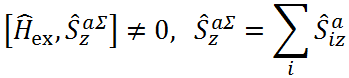 [Ĥ_ex, Ŝ_z^{aΣ}] ≠ 0, Ŝ_z^{aΣ} = ∑_i Ŝ_{iz}^a